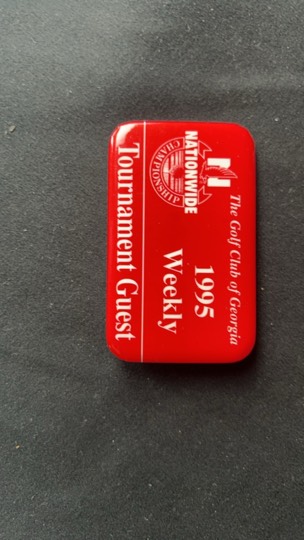 The Golf Club of Georgia
NATIONWIDE
CHAMPIONSHIP
1995
Weekly
Tournament Guest